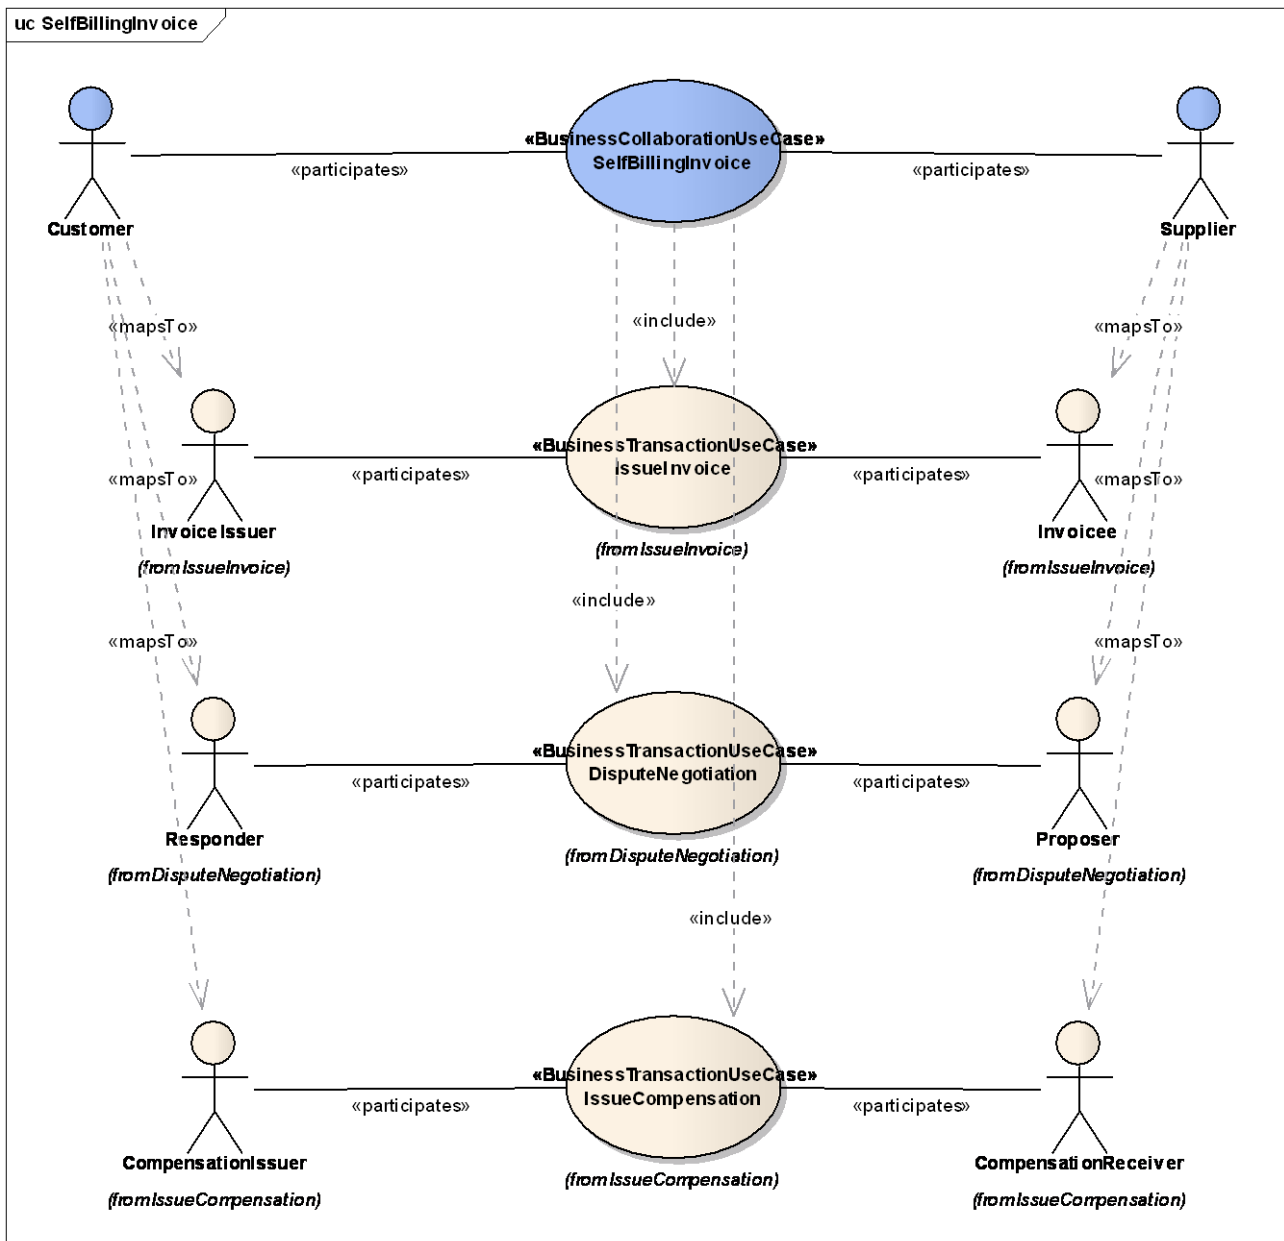 uc SelfBillingInvoice
«BusinessCollaborationUseCase»
SelfBillingInvoice
«participates»
«participates»
Customer
Supplier
«mapsTo»
«include»
«mapsTo»
«BusinessTransactionUseCase»
IssueInvoice
«participates»
«participates»
«mapsTo»
«mapsTo»
InvoiceIssuer
Invoicee
(from IssueInvoice)
(from IssueInvoice)
(from IssueInvoice)
«include»
«mapsTo»
«mapsTo»
«BusinessTransactionUseCase»
DisputeNegotiation
«participates»
«participates»
Responder
Proposer
(from DisputeNegotiation)
(from DisputeNegotiation)
(from DisputeNegotiation)
«include»
«BusinessTransactionUseCase»
IssueCompensation
«participates»
«participates»
CompensationIssuer
CompensationReceiver
(from IssueCompensation)
(from IssueCompensation)
(from IssueCompensation)